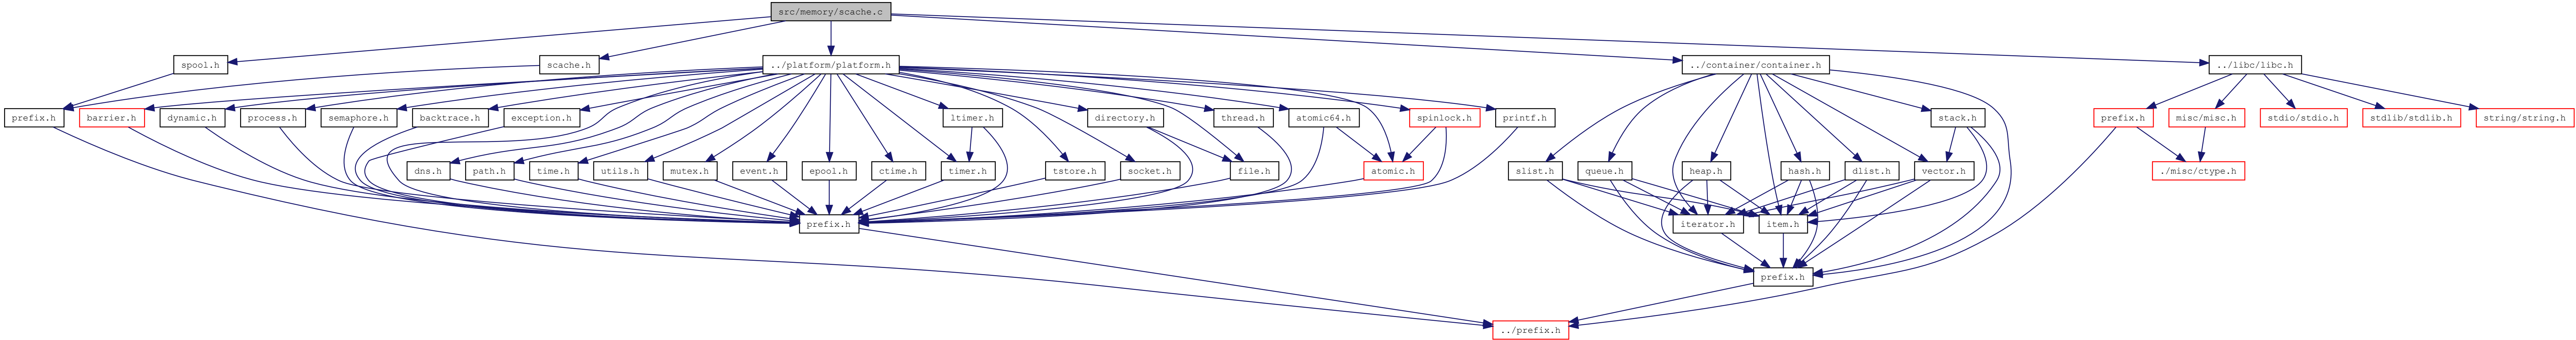 src/memory/scache.c
spool.h
scache.h
../platform/platform.h
../container/container.h
../libc/libc.h
prefix.h
barrier.h
dynamic.h
process.h
semaphore.h
backtrace.h
exception.h
ltimer.h
directory.h
thread.h
atomic64.h
spinlock.h
printf.h
stack.h
prefix.h
misc/misc.h
stdio/stdio.h
stdlib/stdlib.h
string/string.h
dns.h
path.h
time.h
utils.h
mutex.h
event.h
epool.h
ctime.h
timer.h
tstore.h
socket.h
file.h
atomic.h
slist.h
queue.h
heap.h
hash.h
dlist.h
vector.h
./misc/ctype.h
prefix.h
iterator.h
item.h
prefix.h
../prefix.h